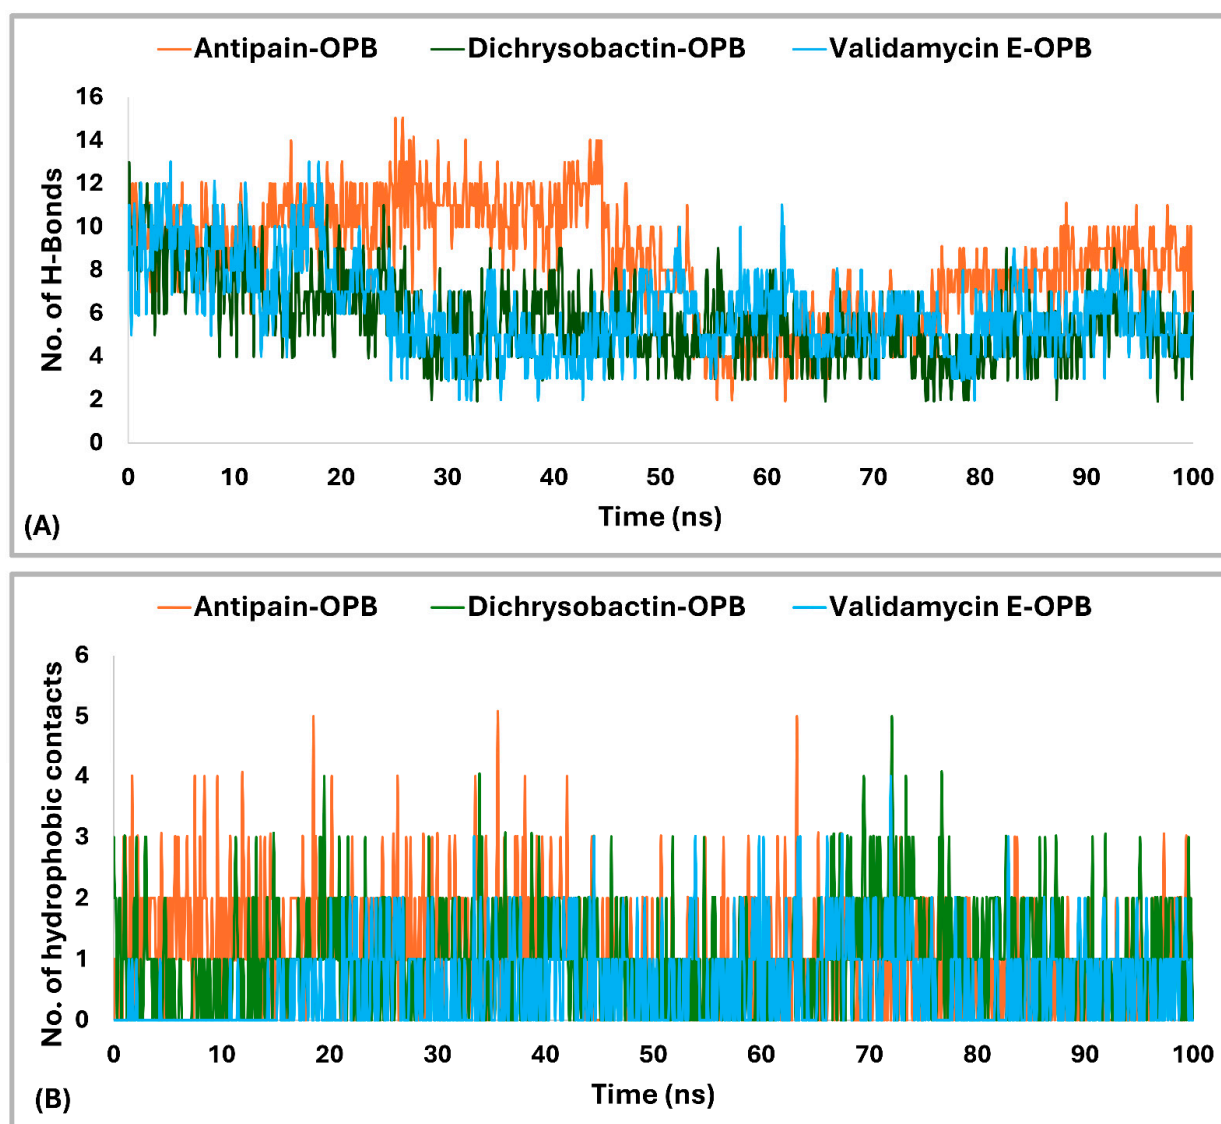 Antipain-OPB Dichrysobactin-OPB Validamycin E-OPB
No. of H-Bonds
16
14
12
10
8
6
4
2
0
0 10 20 30 40 50 60 70 80 90 100
Time (ns)
(A)
Antipain-OPB Dichrysobactin-OPB Validamycin E-OPB
No. of hydrophobic contacts
6
5
4
3
2
1
0
0 10 20 30 40 50 60 70 80 90 100
Time (ns)
(B)